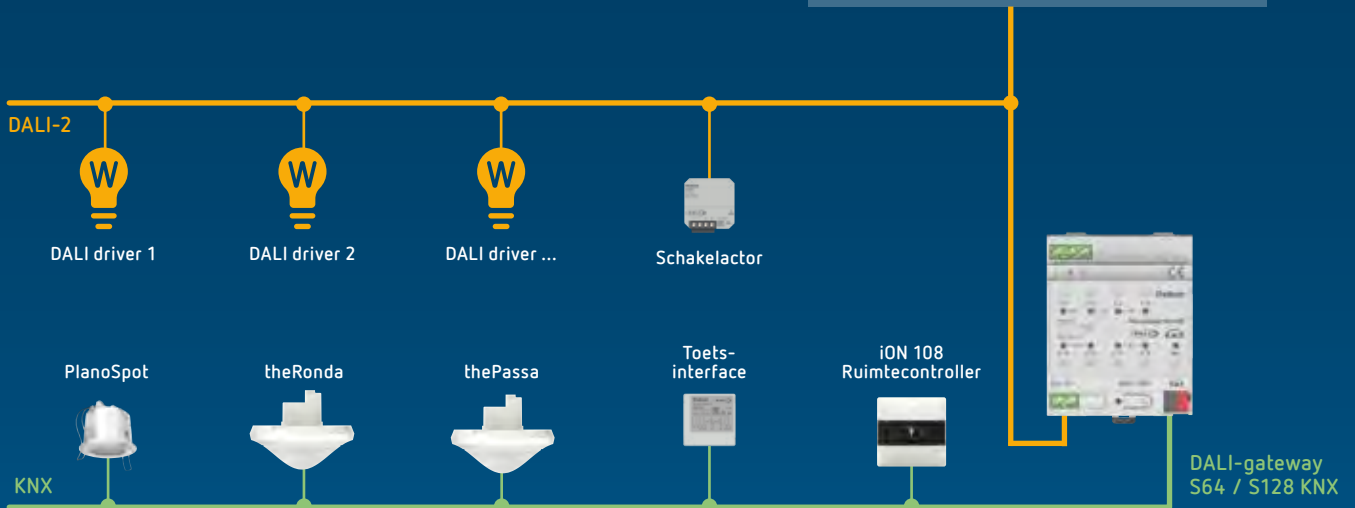 DALI-2
W
W
W
DALI driver 1
DALI driver 2
DALI driver ...
Schakelactor
PlanoSpot
theRonda
thePassa
Toets-
interface
iON 108
Ruimtecontroller
KNX
DALI-gateway
S64 / S128 KNX